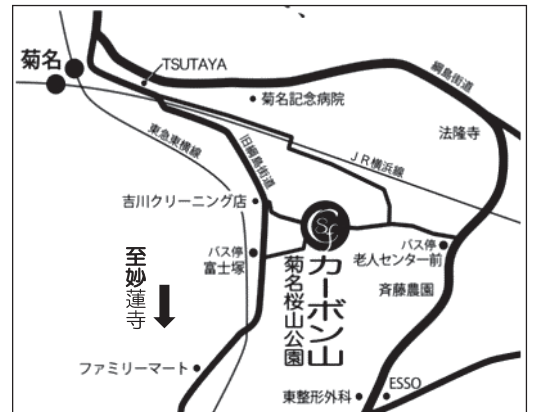 菊名
TSUTAYA
綱島街道
菊名記念病院
法隆寺
東急東横線
旧綱島街道
JR横浜線
吉川クリーニング店
バス停
富士塚
バス停
老人センター前
カーボン山
菊名桜山公園
斉藤農園
至妙蓮寺
ファミリーマート
東整形外科
ESSO